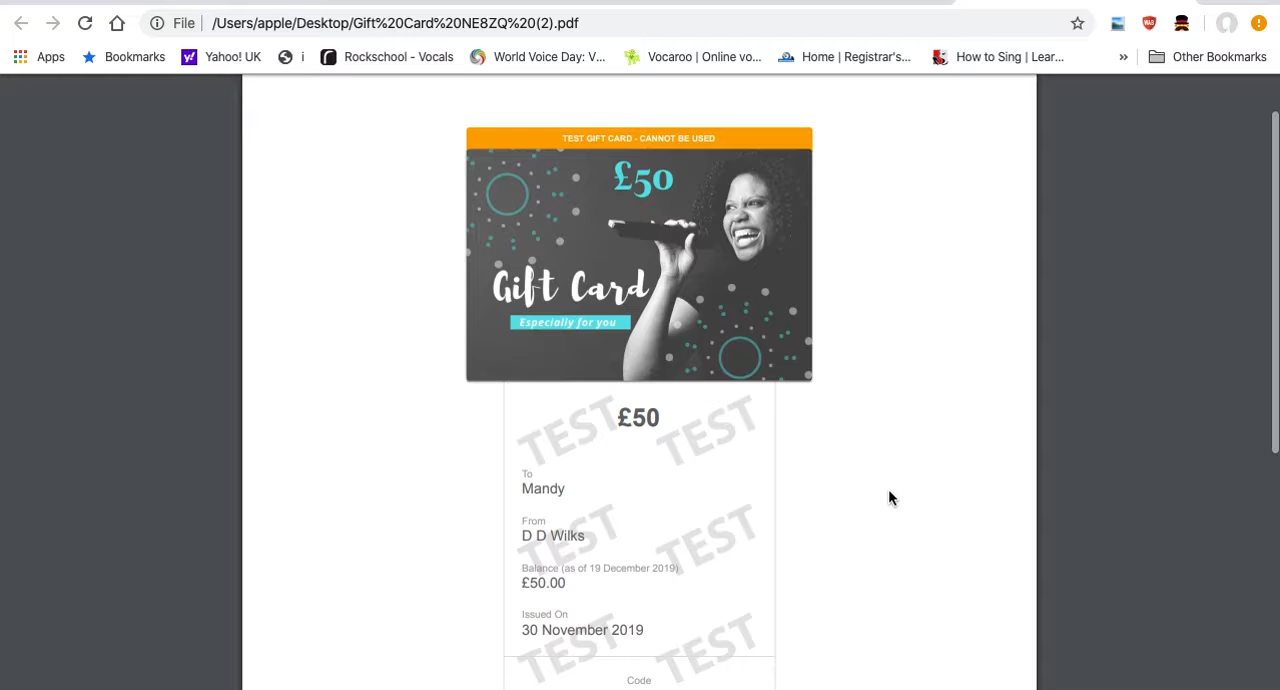 File /Users/apple/Desktop/Gift%20Card%20NE8ZQ%20(2).pdf
Apps Bookmarks Yahoo! UK i Rockschool - Vocals World Voice Day: V... Vocaroo | Online vo... Home | Registrar's... How to Sing | Lear... » Other Bookmarks
TEST GIFT CARD - CANNOT BE USED
£50
Gift Card
Especially for you
£50
TEST TEST
To
Mandy
From
D D Wilks
TEST TEST
Balance (as of 19 December 2019)
£50.00
Issued On
30 November 2019
TEST TEST
Code